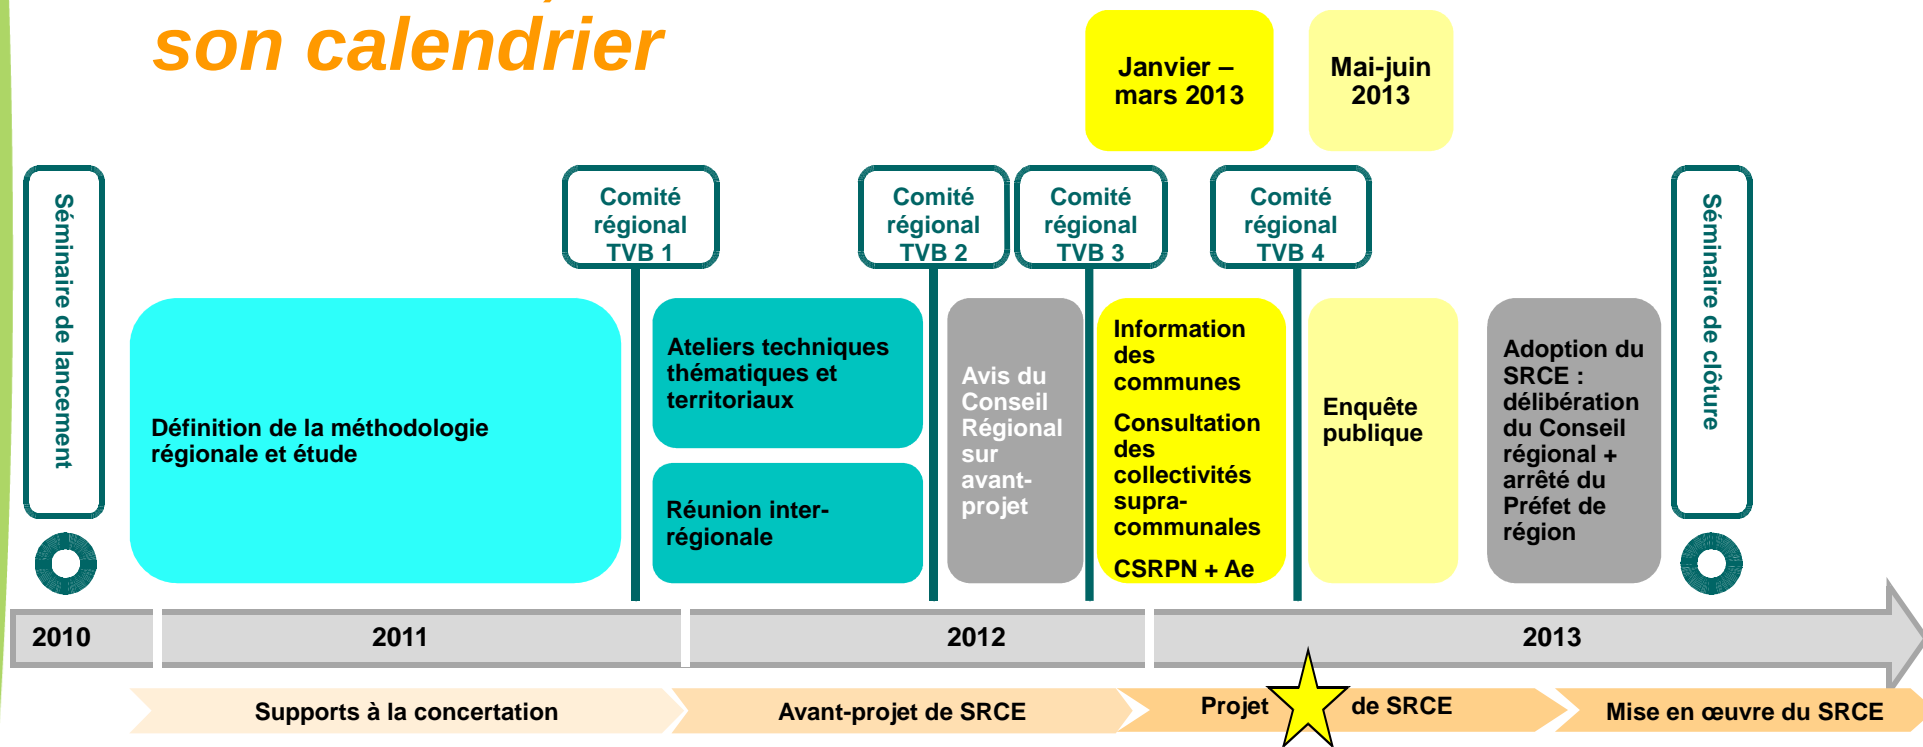 son calendrier
Janvier –
mars 2013
Mai-juin
2013
Séminaire de lancement
Comité
régional
TVB 1
Comité
régional
TVB 2
Comité
régional
TVB 3
Comité
régional
TVB 4
Séminaire de clôture
Définition de la méthodologie
régionale et étude
Ateliers techniques
thématiques et
territoriaux
Réunion inter-
régionale
Avis du
Conseil
Régional
sur
avant-
projet
Information
des
communes
Consultation
des
collectivités
supra-
communales
CSRPN + Ae
Enquête
publique
Adoption du
SRCE :
délibération
du Conseil
régional +
arrêté du
Préfet de
région
2010
2011
2012
2013
Supports à la concertation
Avant-projet de SRCE
Projet de SRCE
Mise en œuvre du SRCE